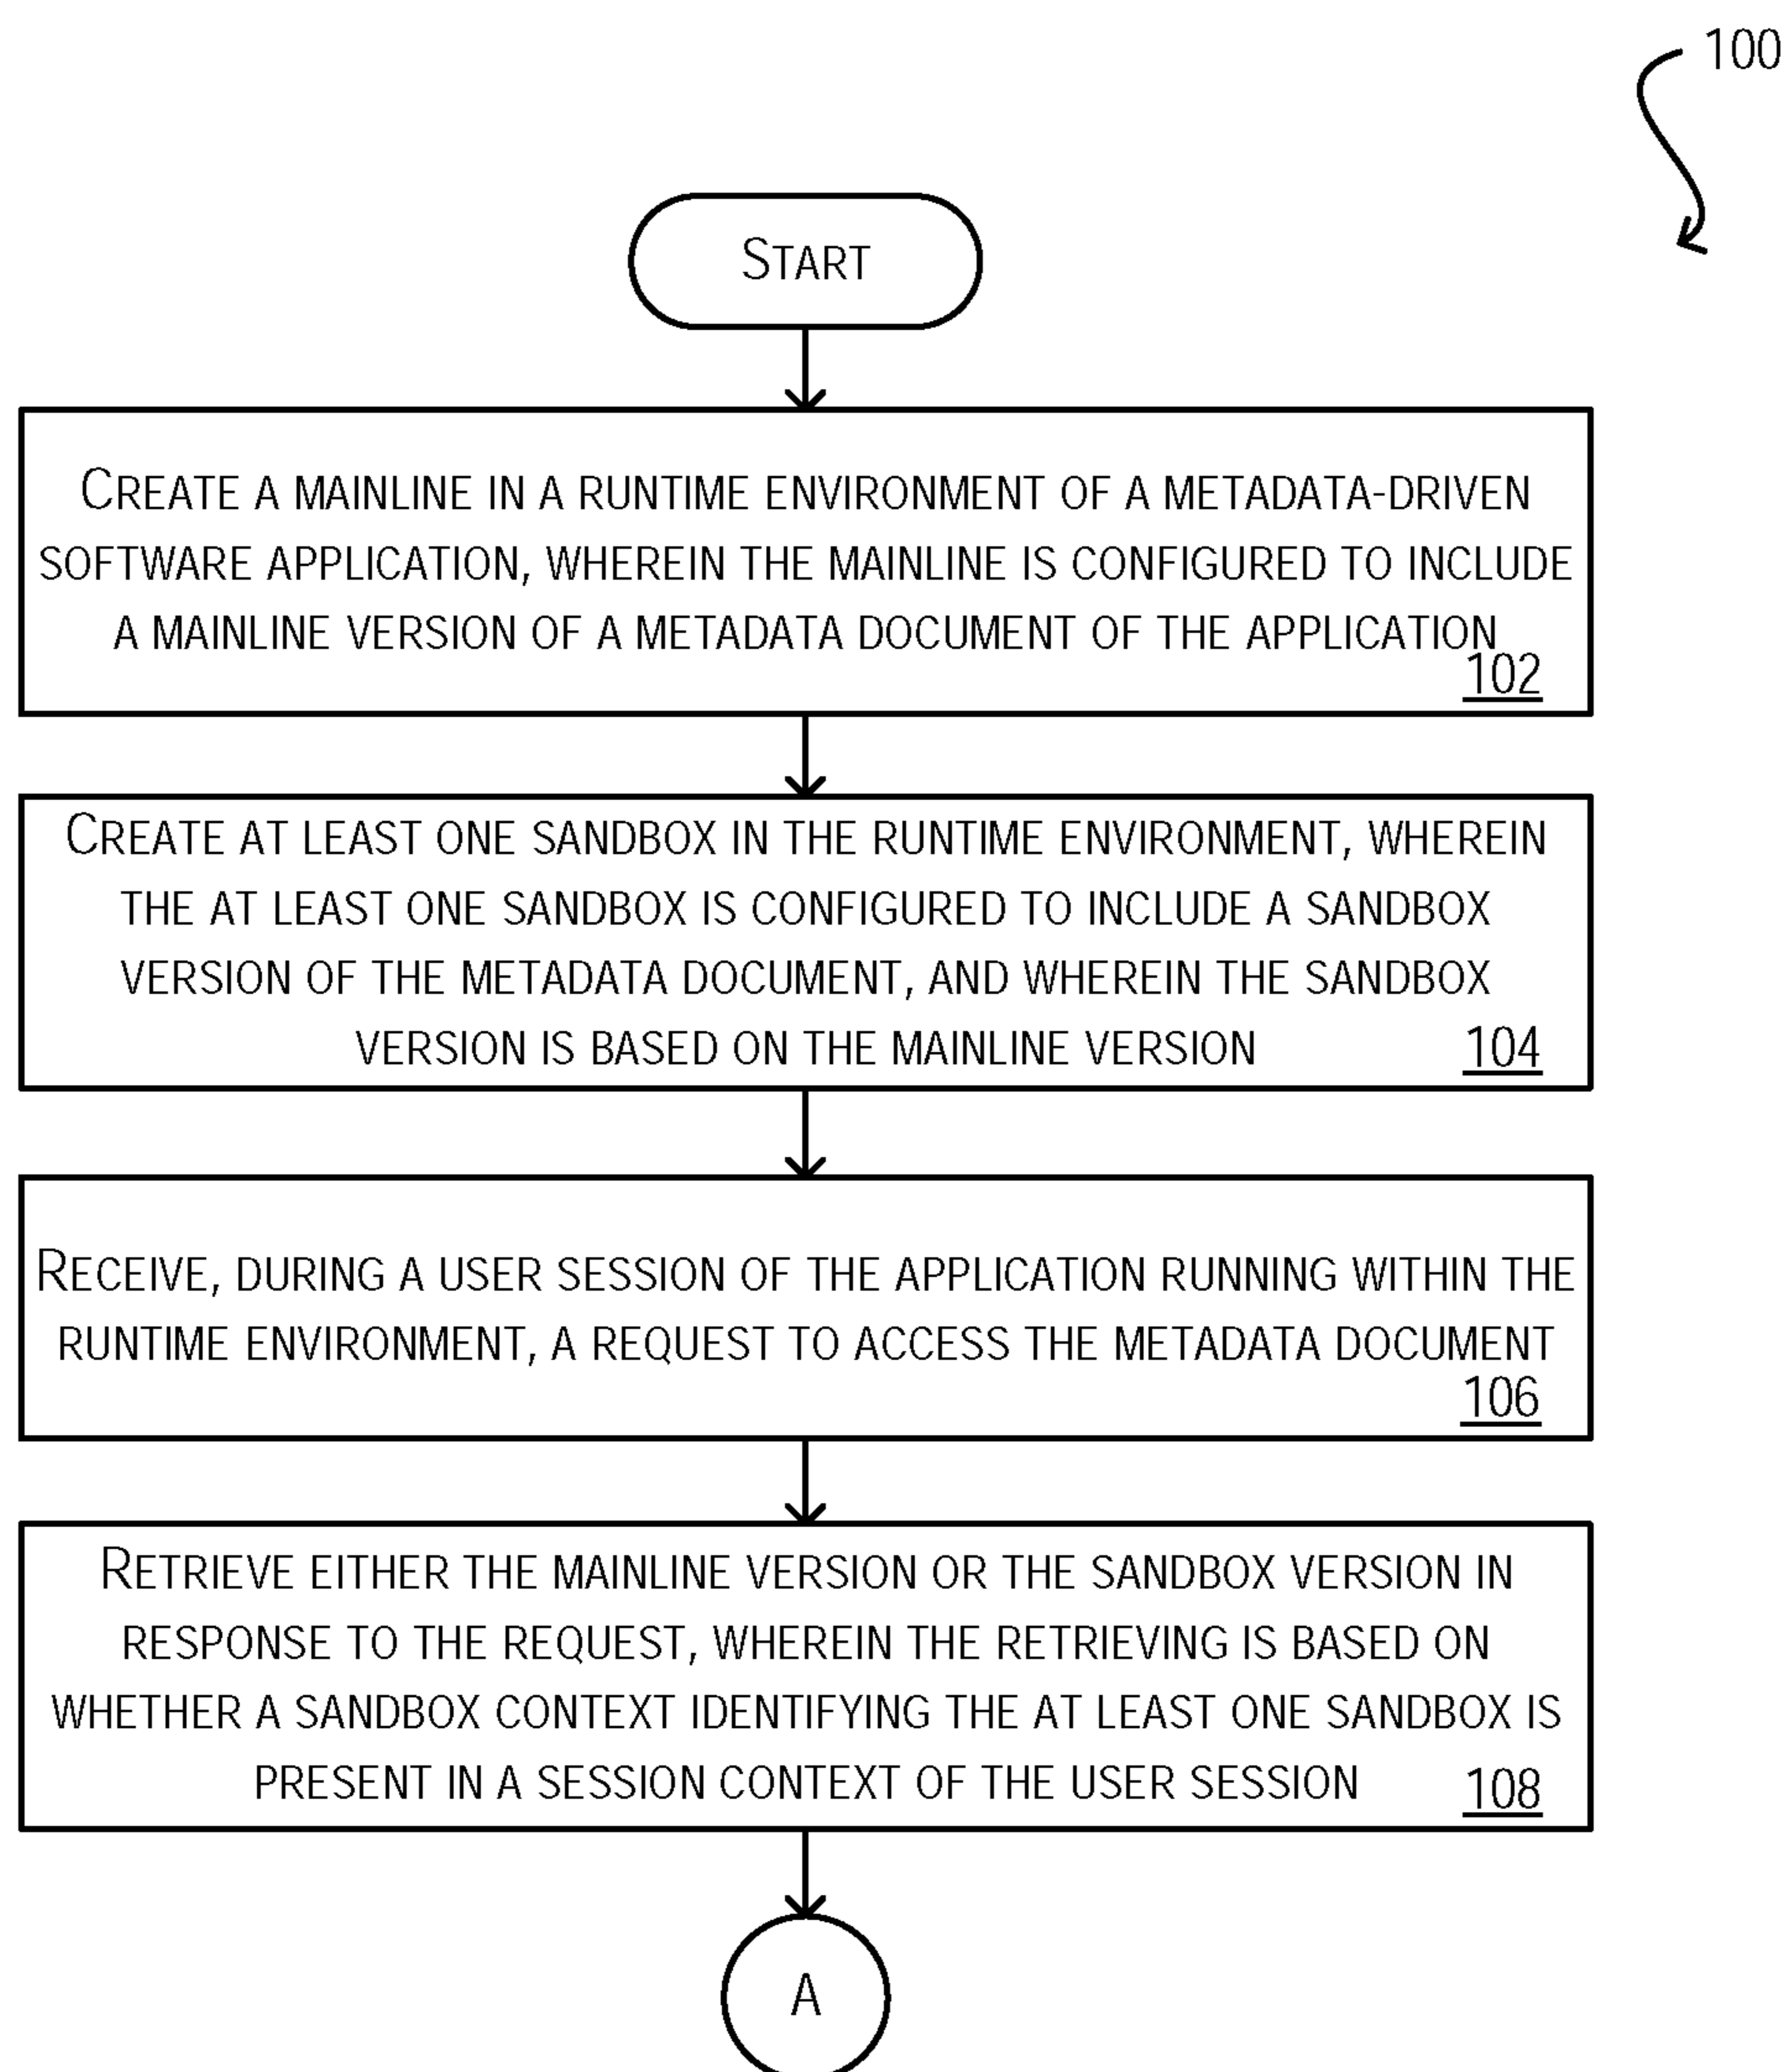 100
START
CREATE A MAINLINE IN A RUNTIME ENVIRONMENT OF A METADATA-DRIVEN
SOFTWARE APPLICATION, WHEREIN THE MAINLINE IS CONFIGURED TO INCLUDE
A MAINLINE VERSION OF A METADATA DOCUMENT OF THE APPLICATION
102
CREATE AT LEAST ONE SANDBOX IN THE RUNTIME ENVIRONMENT, WHEREIN
THE AT LEAST ONE SANDBOX IS CONFIGURED TO INCLUDE A SANDBOX
VERSION OF THE METADATA DOCUMENT, AND WHEREIN THE SANDBOX
VERSION IS BASED ON THE MAINLINE VERSION
104
RECEIVE, DURING A USER SESSION OF THE APPLICATION RUNNING WITHIN THE
RUNTIME ENVIRONMENT, A REQUEST TO ACCESS THE METADATA DOCUMENT
106
RETRIEVE EITHER THE MAINLINE VERSION OR THE SANDBOX VERSION IN
RESPONSE TO THE REQUEST, WHEREIN THE RETRIEVING IS BASED ON
WHETHER A SANDBOX CONTEXT IDENTIFYING THE AT LEAST ONE SANDBOX IS
PRESENT IN A SESSION CONTEXT OF THE USER SESSION
108
A